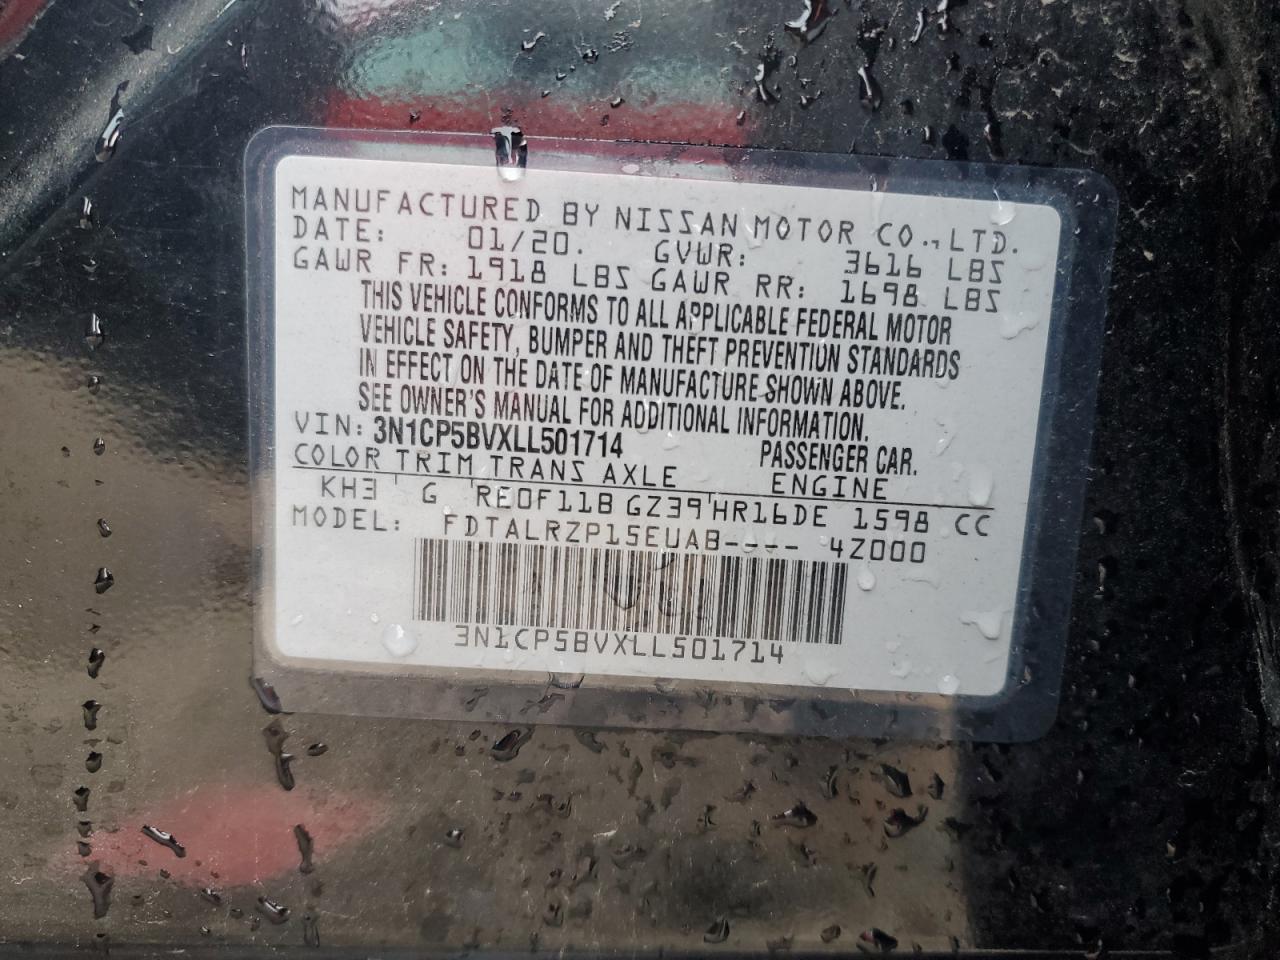 MANUFACTURED BY NISSAN MOTOR CO., LTD.
DATE: 01/20. GVWR: 3616 LBS
GAWR FR: 1918 LBS GAWR RR: 1698 LBS
THIS VEHICLE CONFORMS TO ALL APPLICABLE FEDERAL MOTOR
VEHICLE SAFETY, BUMPER AND THEFT PREVENTION STANDARDS
IN EFFECT ON THE DATE OF MANUFACTURE SHOWN ABOVE.
SEE OWNER'S MANUAL FOR ADDITIONAL INFORMATION.
VIN: 3N1CP5BVXLL501714 PASSENGER CAR.
COLOR TRIM TRANS AXLE ENGINE
KH3 G RE0F11B GZ39 HR16DE 1598 CC
MODEL: FDTALRZP15EUAB---- 4Z000
3N1CP5BVXLL501714